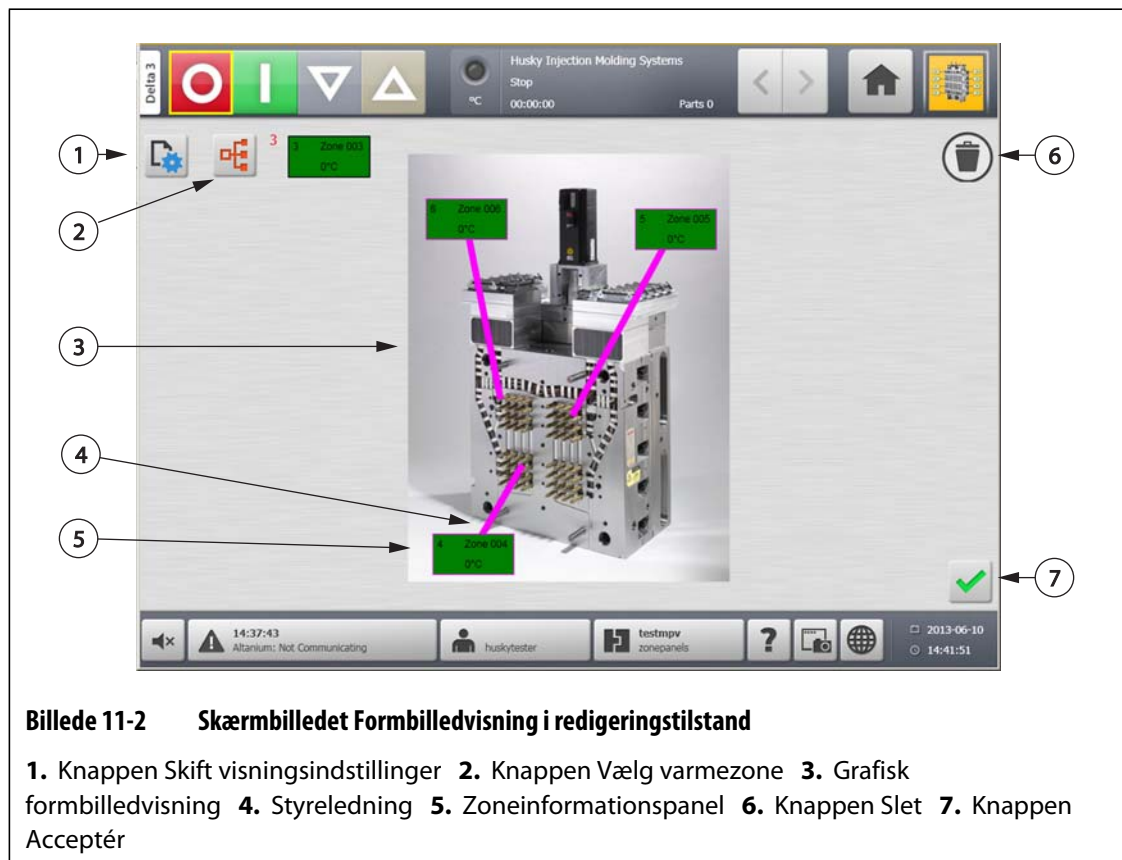 Delta 3
Husky Injection Molding Systems
Stop
ºC
00:00:00
Parts 0
1
3
3 Zone 003
0°C
6
2
6 Zone 006
0°C
5 Zone 005
0°C
3
4
5
4 Zone 004
0°C
7
14:37:43
Altanium: Not Communicating
huskytester
testmpv
zonepanels
?
2013-06-10
14:41:51
Billede 11-2 Skærmbilledet Formbilledvisning i redigeringstilstand
1. Knappen Skift visningsindstillinger 2. Knappen Vælg varmezone 3. Grafisk
formbilledvisning 4. Styreledning 5. Zoneinformationspanel 6. Knappen Slet 7. Knappen
Acceptér